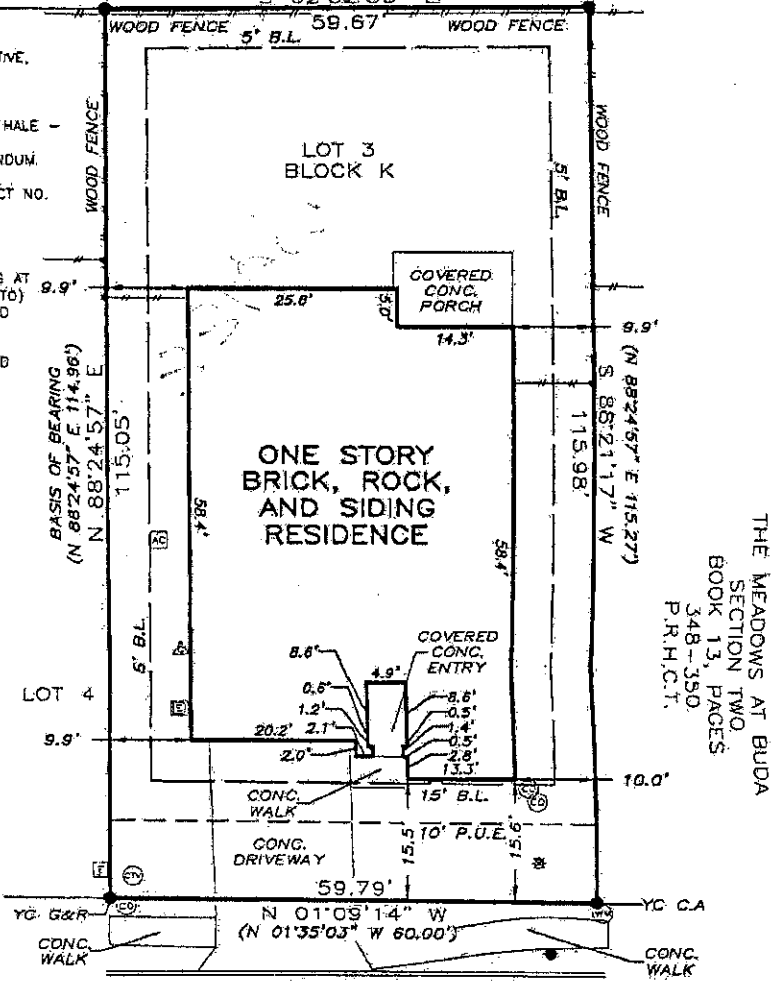 59.67'
WOOD FENCE
WOOD FENCE
5' B.L.
HALE -
NDUM.
CT NO.
WOOD FENCE
WOOD FENCE
LOT 3
BLOCK K
5' B.L.
AT
TO)
9.9'
25.8'
5.0'
COVERED
CONC.
PORCH
14.3'
9.9'
BASIS OF BEARING
(N 88°24'57" E 114.96')
N 88°24'57" E
115.05'
S 88°21'17" W
115.98'
(N 88°24'57" E 115.27')
ONE STORY
BRICK, ROCK,
AND SIDING
RESIDENCE
58.4'
58.4'
AC
THE MEADOWS AT BUDA
SECTION TWO
BOOK 13, PAGES
348-350
P.R.H.C.T.
5' B.L.
LOT 4
COVERED
CONC.
ENTRY
8.6'
4.9'
0.6'
1.2'
2.1'
2.0'
8.6'
0.5'
1.4'
0.5'
2.8'
13.3'
20.2'
9.9'
10.0'
CONC.
WALK
15' B.L.
10' P.U.E.
CONC.
DRIVEWAY
15.5
15.6'
59.79'
N 01°09'14" W
(N 01°35'03" W 60.00')
YC G&R
YC C.A
CONC.
WALK
CONC.
WALK